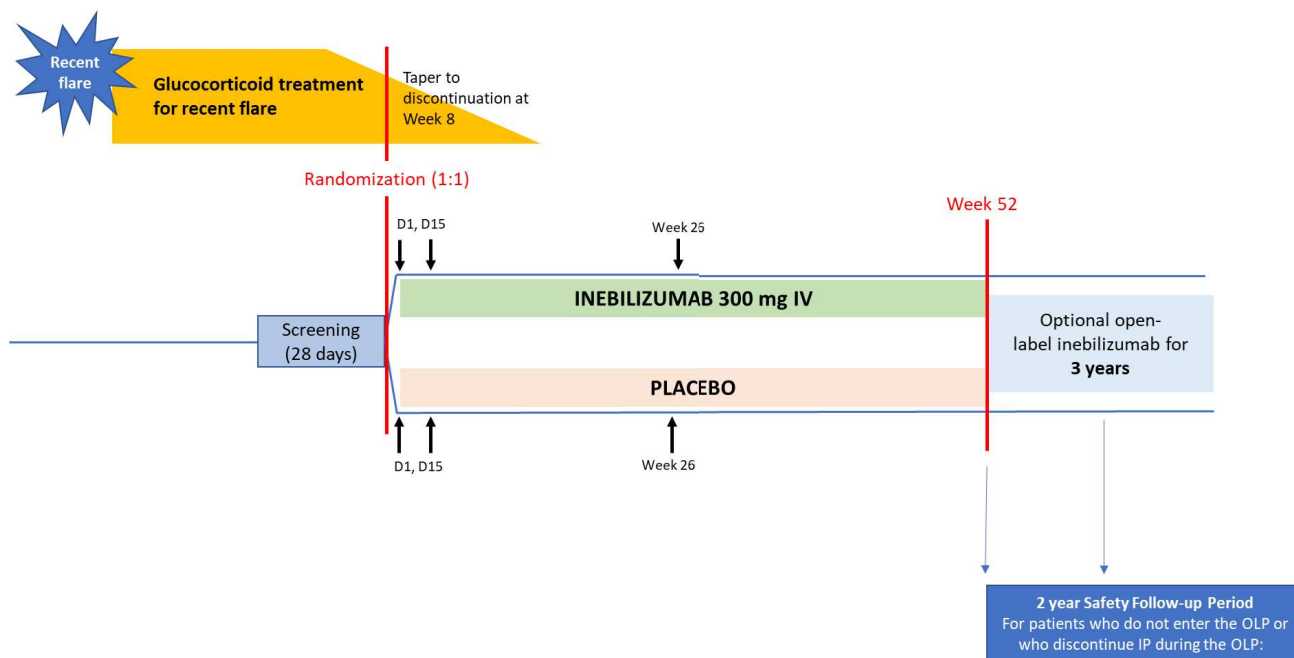 Recent
flare
Glucocorticoid treatment
for recent flare
Taper to
discontinuation at
Week 8
Randomization (1:1)
Week 52
D1, D15
Week 26
INEBILIZUMAB 300 mg IV
Screening
(28 days)
Optional open-
label inebilizumab for
3 years
PLACEBO
D1, D15
Week 26
2 year Safety Follow-up Period
For patients who do not enter the OLP or
who discontinue IP during the OLP: